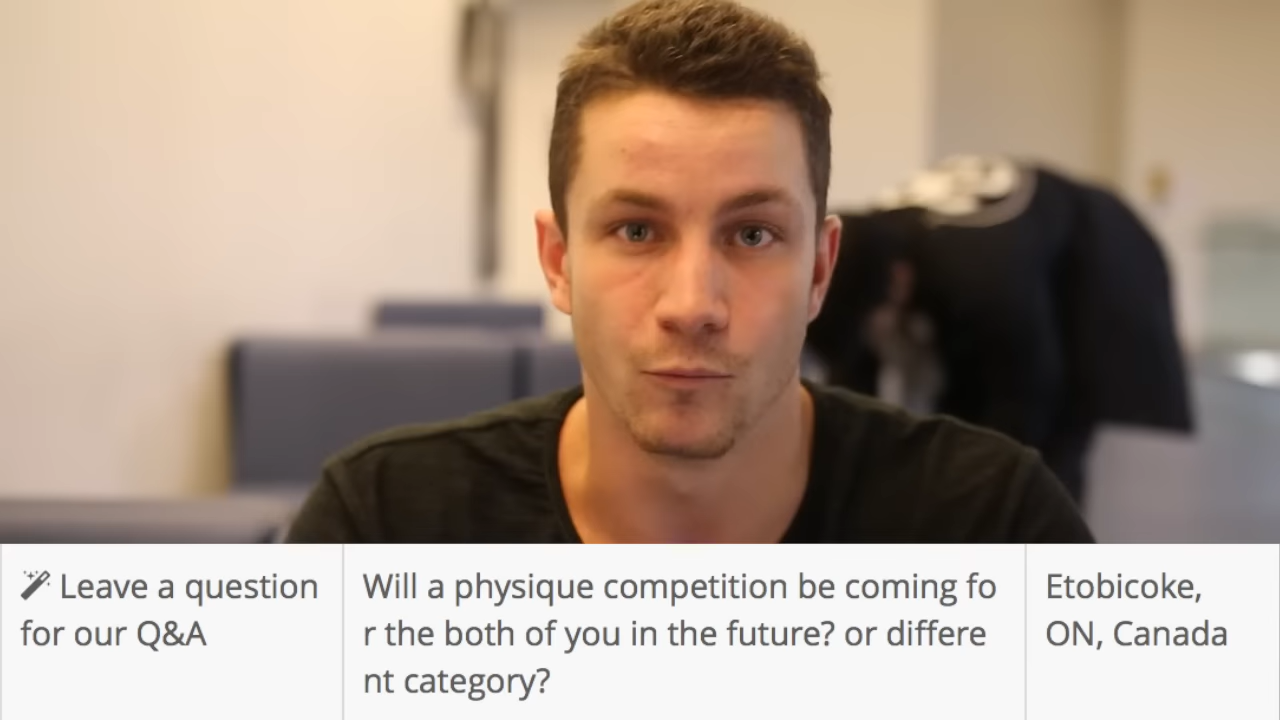 Leave a question
for our Q&A
Will a physique competition be coming fo
r the both of you in the future? or differe
nt category?
Etobicoke,
ON, Canada